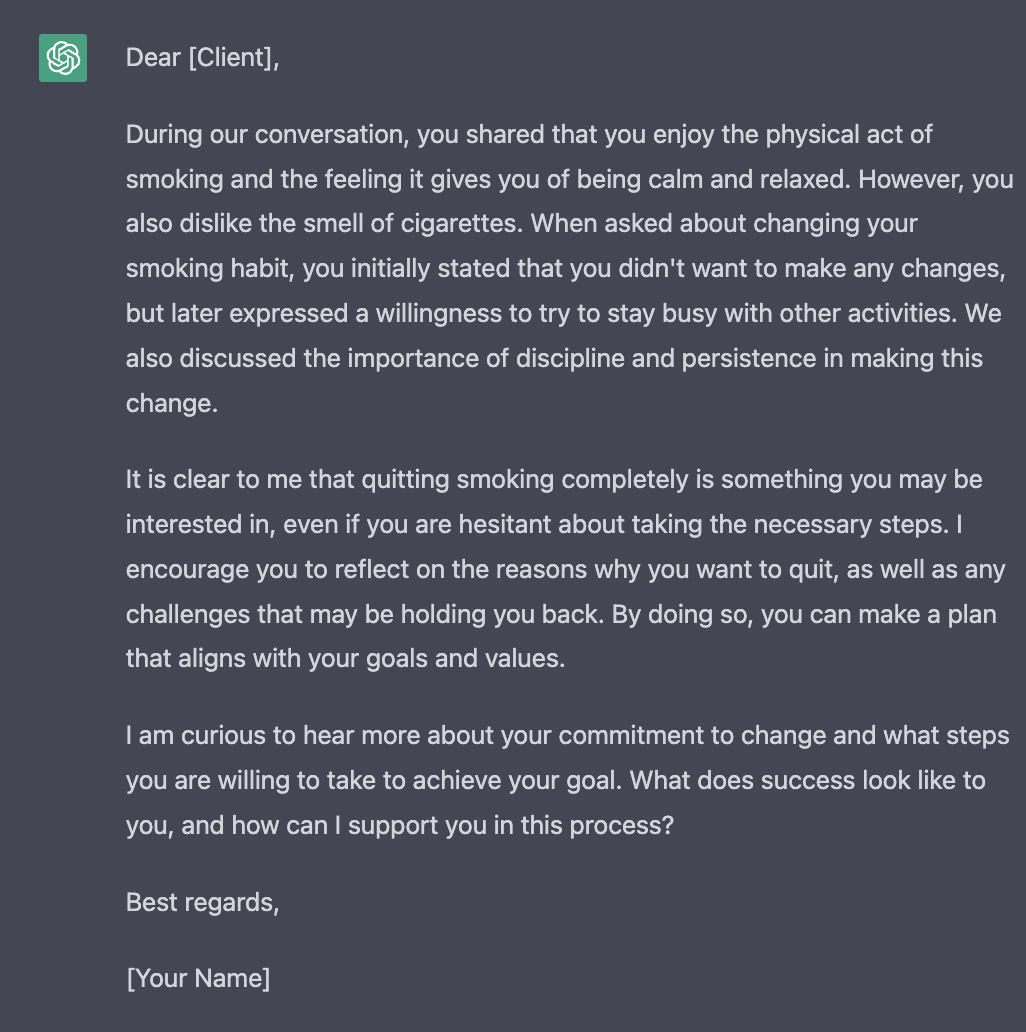 Dear [Client],
During our conversation, you shared that you enjoy the physical act of
smoking and the feeling it gives you of being calm and relaxed. However, you
also dislike the smell of cigarettes. When asked about changing your
smoking habit, you initially stated that you didn't want to make any changes,
but later expressed a willingness to try to stay busy with other activities. We
also discussed the importance of discipline and persistence in making this
change.
It is clear to me that quitting smoking completely is something you may be
interested in, even if you are hesitant about taking the necessary steps. I
encourage you to reflect on the reasons why you want to quit, as well as any
challenges that may be holding you back. By doing so, you can make a plan
that aligns with your goals and values.
I am curious to hear more about your commitment to change and what steps
you are willing to take to achieve your goal. What does success look like to
you, and how can I support you in this process?
Best regards,
[Your Name]